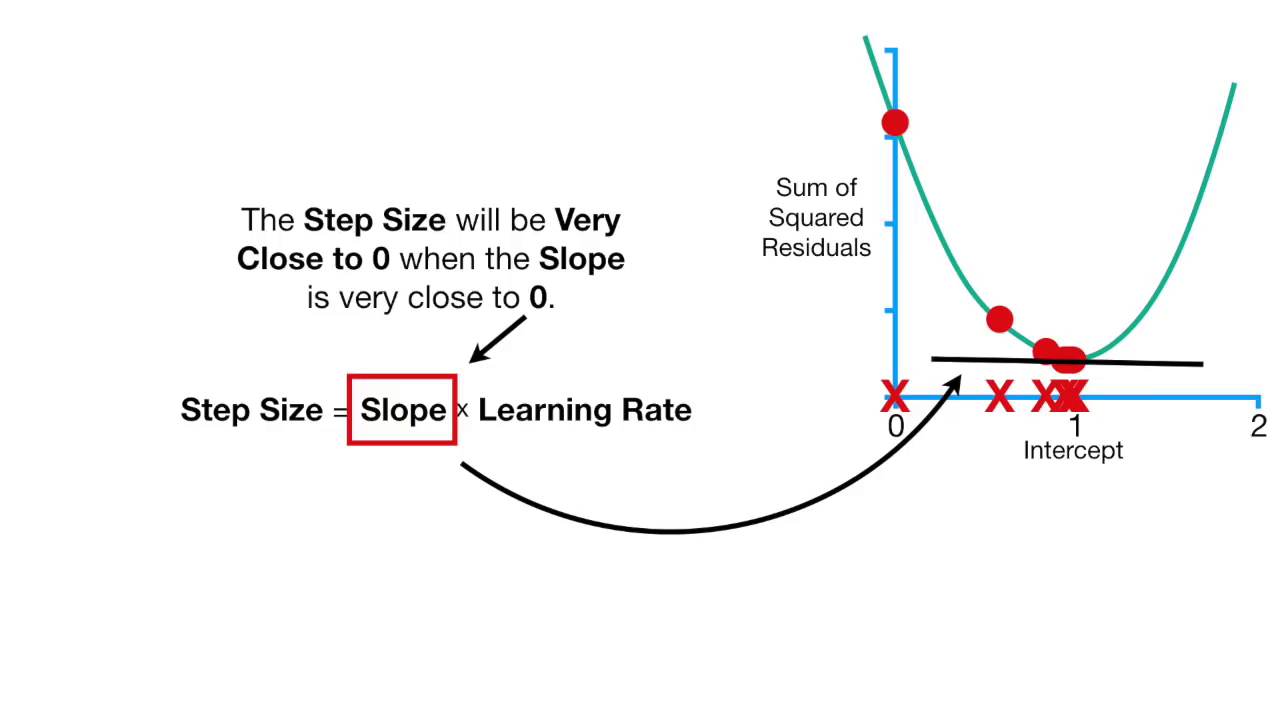 The Step Size will be Very
Close to 0 when the Slope
is very close to 0.
Step Size = Slope x Learning Rate
Sum of
Squared
Residuals
X X X X X X
0 1 2
Intercept